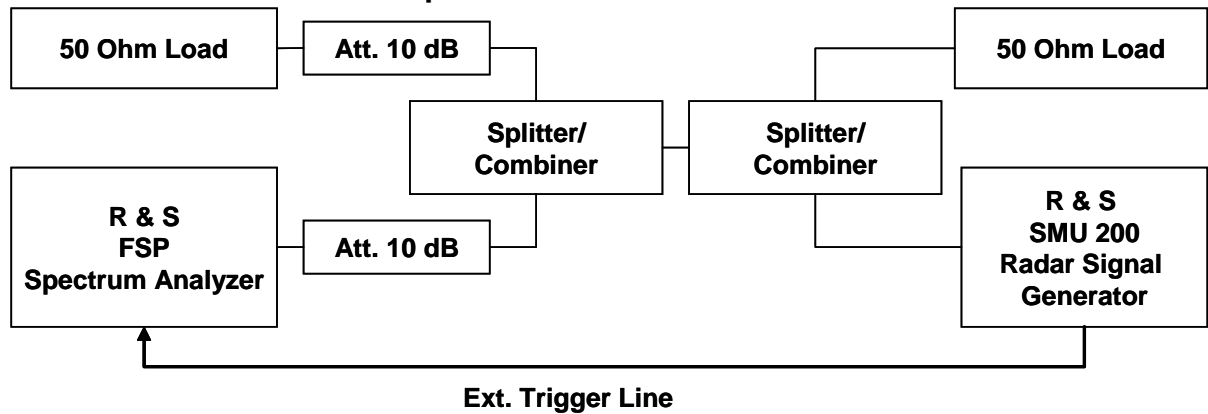 50 Ohm Load
Att. 10 dB
50 Ohm Load
Splitter/
Combiner
Splitter/
Combiner
R & S
FSP
Spectrum Analyzer
Att. 10 dB
R & S
SMU 200
Radar Signal
Generator
Ext. Trigger Line